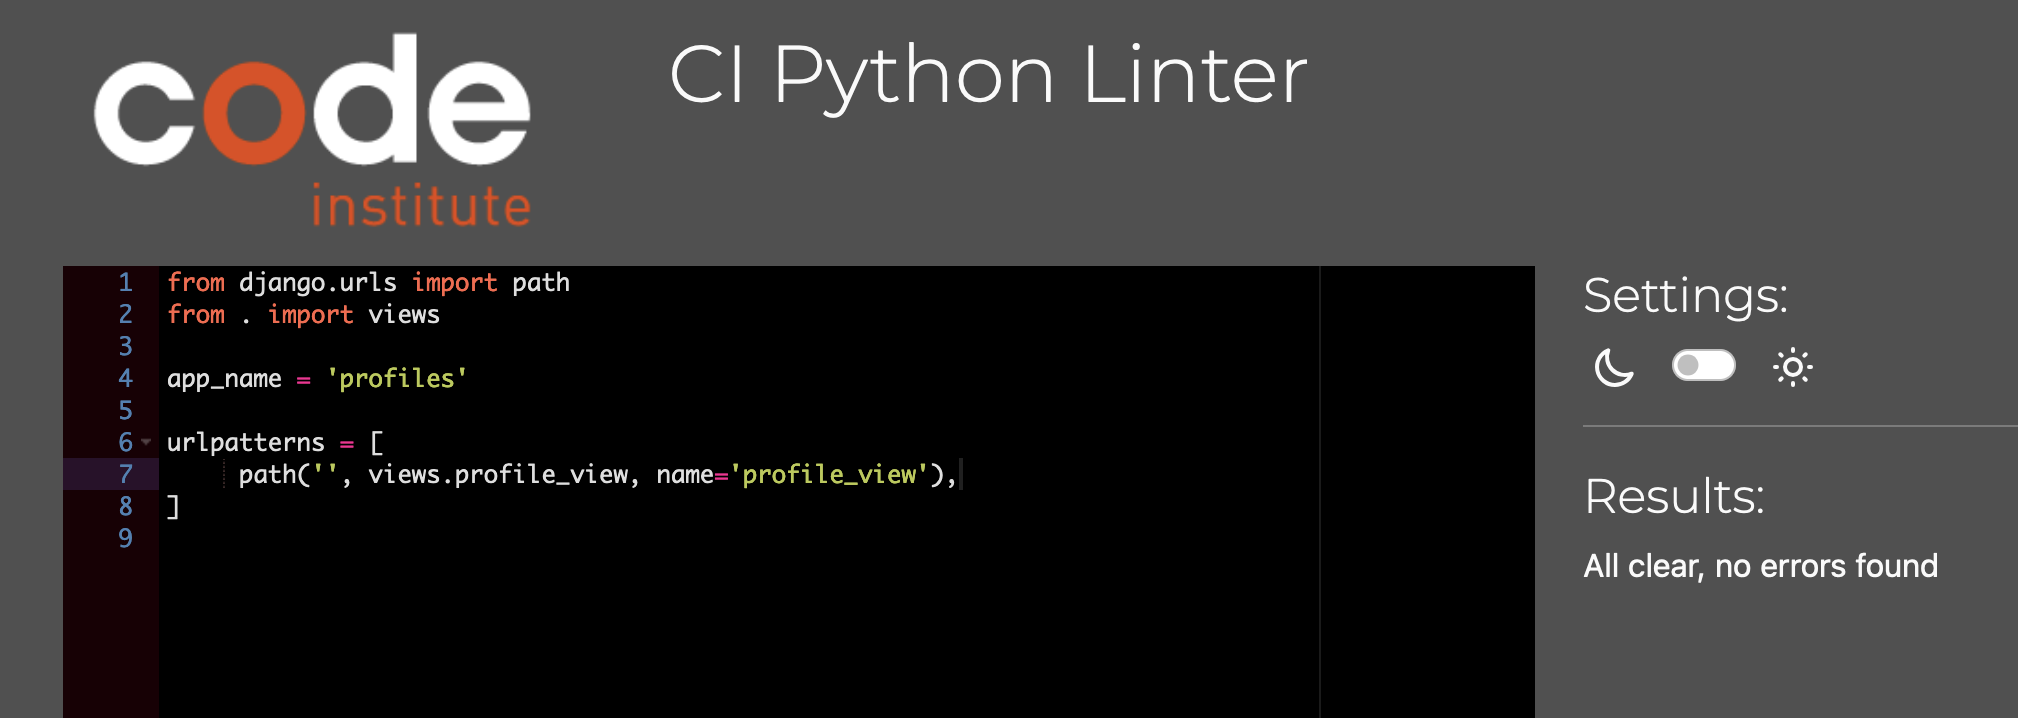 code
institute
CI Python Linter
1 from django.urls import path
2 from . import views
3
4 app_name = 'profiles'
5
6 urlpatterns = [
7     path('', views.profile_view, name='profile_view'),
8 ]
9
Settings:
Results:
All clear, no errors found